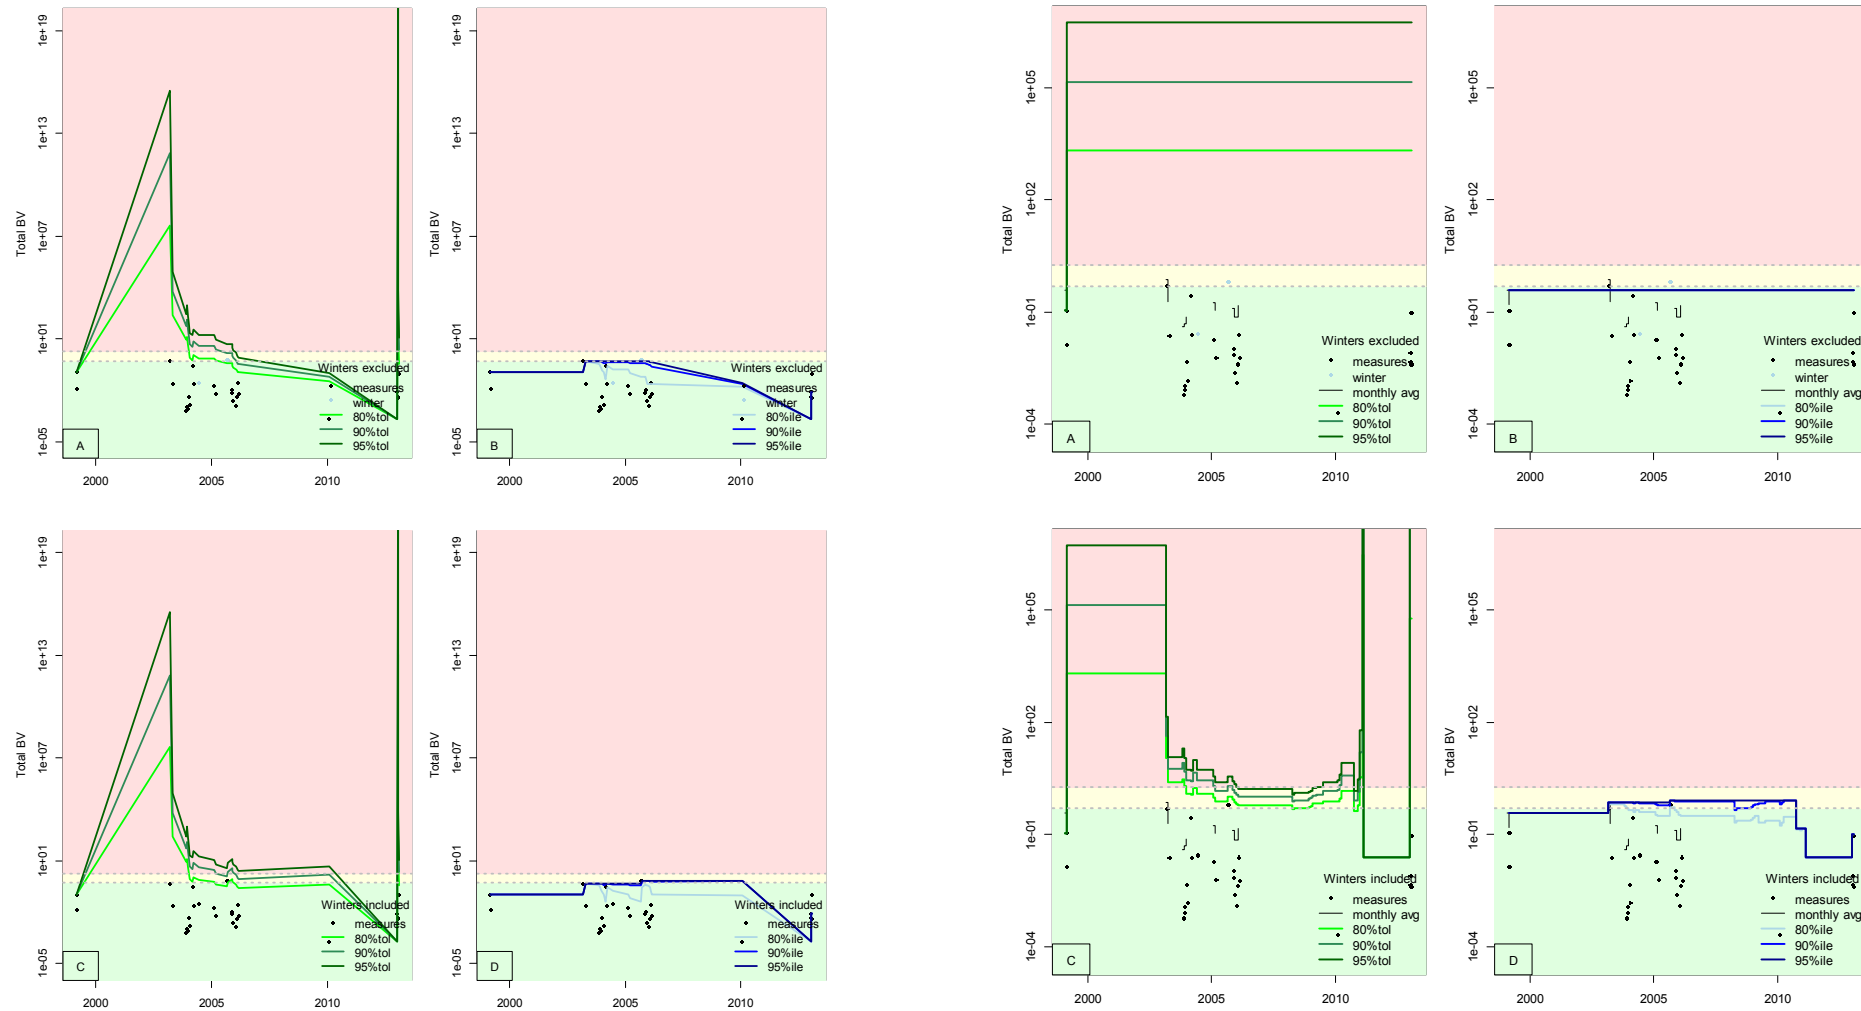 Total BV
1e+19
1e+13
1e+07
1e+01
1e-05
Winters excluded
measures
winter
80%tol
90%tol
95%tol
A
2000
2005
2010
Total BV
1e+19
1e+13
1e+07
1e+01
1e-05
Winters excluded
measures
winter
80%ile
90%ile
95%ile
B
2000
2005
2010
Total BV
1e+05
1e+02
1e-01
1e-04
Winters excluded
measures
winter
monthly avg
80%tol
90%tol
95%tol
A
2000
2005
2010
Total BV
1e+05
1e+02
1e-01
1e-04
Winters excluded
measures
winter
monthly avg
80%ile
90%ile
95%ile
B
2000
2005
2010
Total BV
1e+19
1e+13
1e+07
1e+01
1e-05
Winters included
measures
80%tol
90%tol
95%tol
C
2000
2005
2010
Total BV
1e+19
1e+13
1e+07
1e+01
1e-05
Winters included
measures
80%ile
90%ile
95%ile
D
2000
2005
2010
Total BV
1e+05
1e+02
1e-01
1e-04
Winters included
measures
monthly avg
80%tol
90%tol
95%tol
C
2000
2005
2010
Total BV
1e+05
1e+02
1e-01
1e-04
Winters included
measures
monthly avg
80%ile
90%ile
95%ile
D
2000
2005
2010